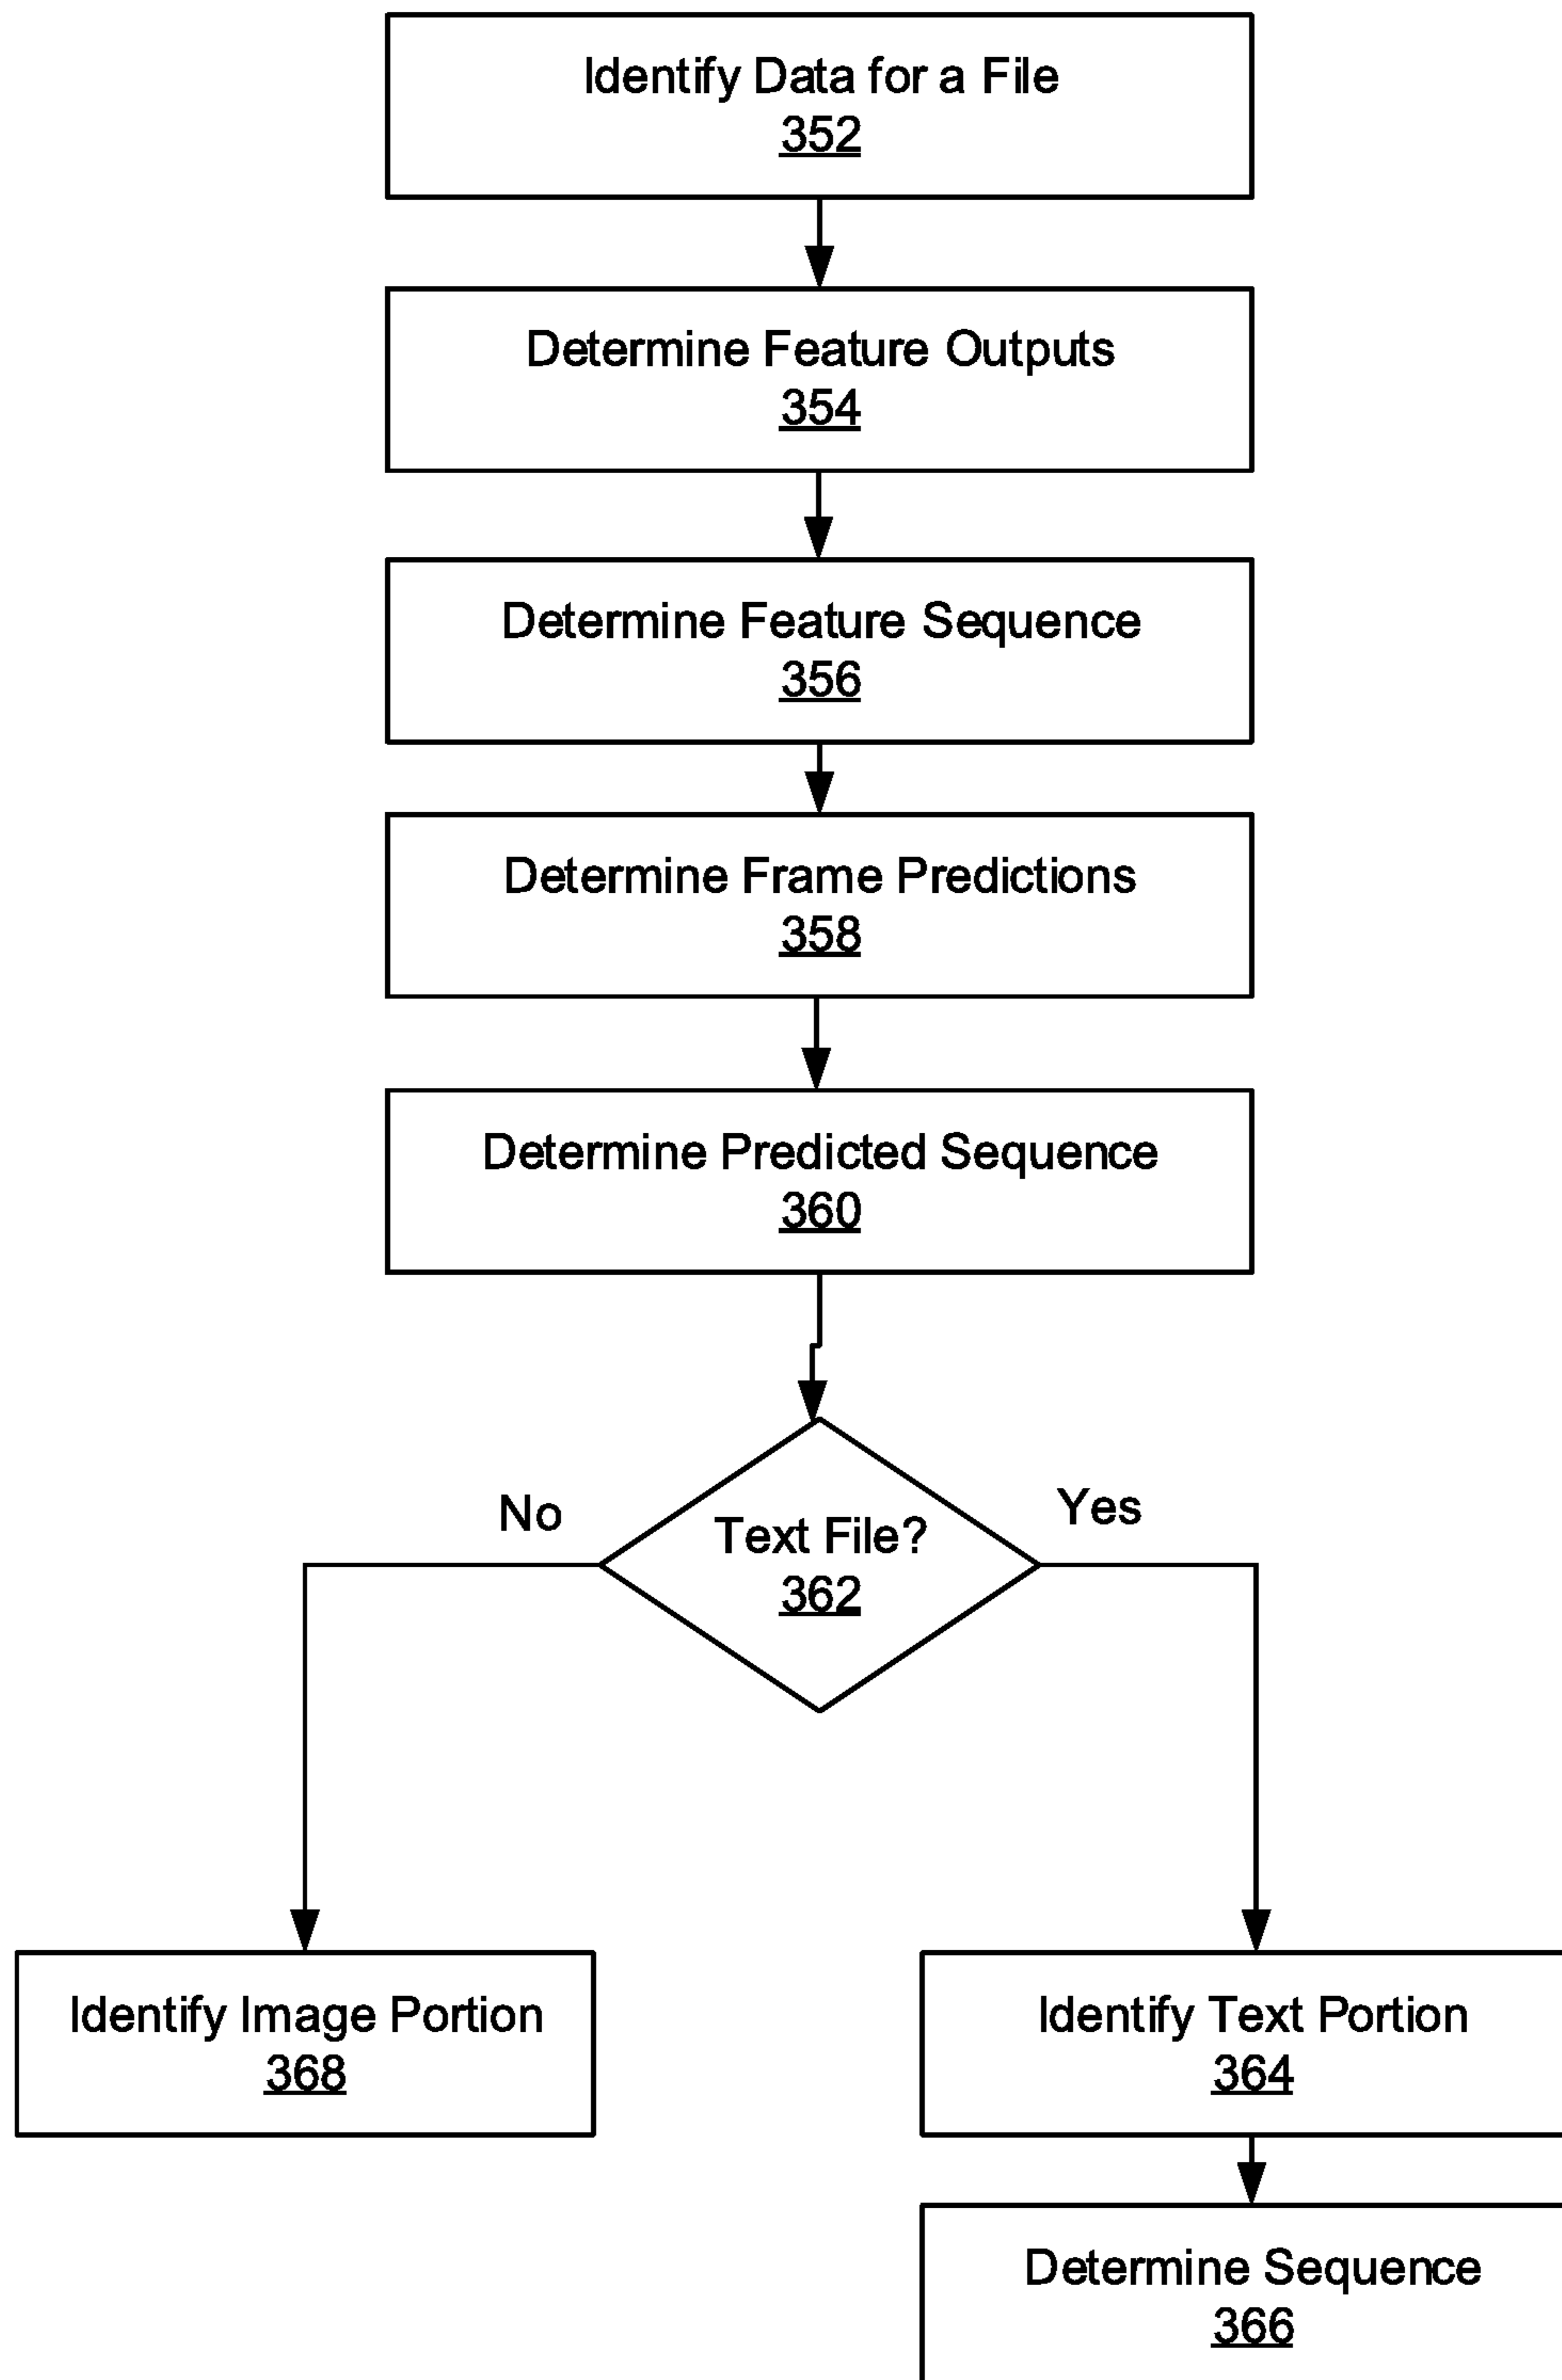 Identify Data for a File
352
Determine Feature Outputs
354
Determine Feature Sequence
356
Determine Frame Predictions
358
Determine Predicted Sequence
360
No
Yes
Text File?
362
Identify Image Portion
368
Identify Text Portion
364
Determine Sequence
366